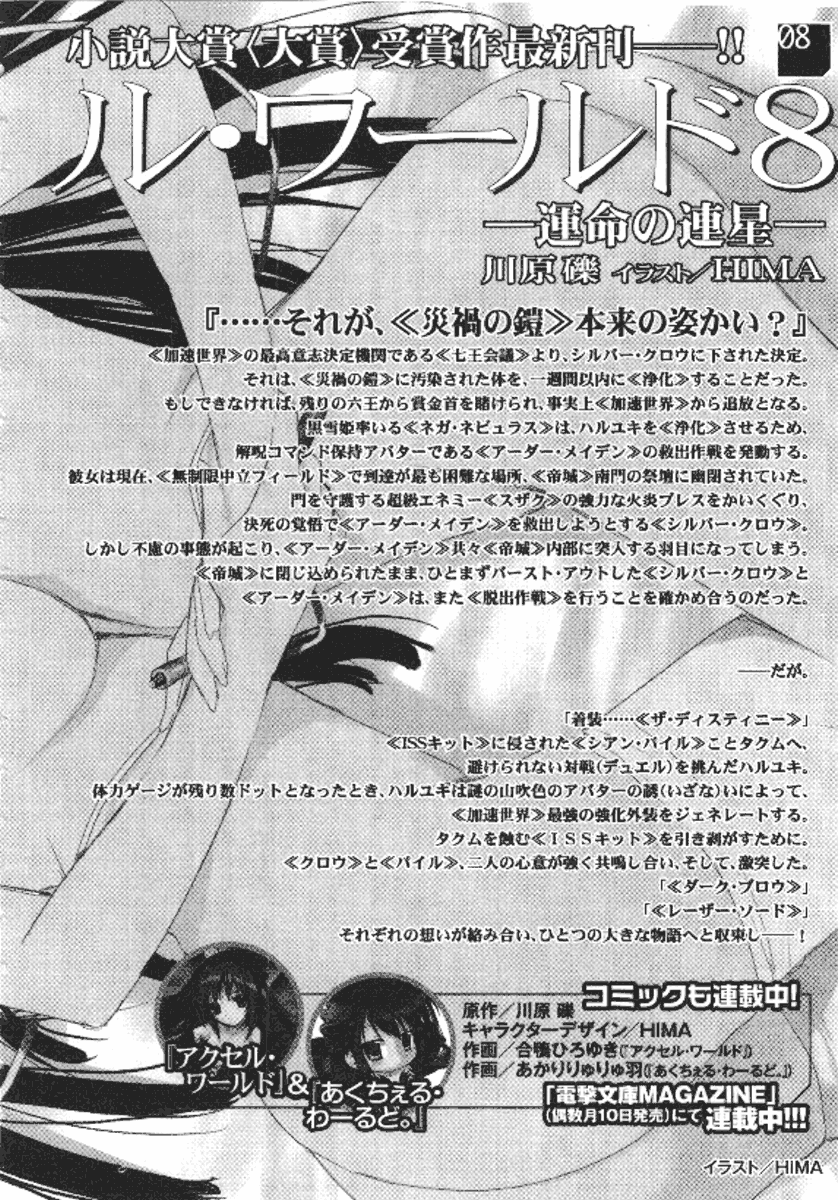 08
小説大賞〈大賞〉受賞作最新刊――!!
ル・ワールド8
―運命の連星―
川原 礫 イラスト/HIMA
『……それが、≪災禍の鎧≫本来の姿かい？』
≪加速世界≫の最高意志決定機関である≪七王会議≫より、シルバー・クロウに下された決定。
それは、≪災禍の鎧≫に汚染された体を、一週間以内に≪浄化≫することだった。
もしできなければ、残りの六王から賞金首を賭けられ、事実上≪加速世界≫から追放となる。
黒雪姫率いる≪ネガ・ネビュラス≫は、ハルユキを≪浄化≫させるため、
解呪コマンド保持アバターである≪アーダー・メイデン≫の救出作戦を発動する。
彼女は現在、≪無制限中立フィールド≫で到達が最も困難な場所、≪帝城≫南門の祭壇に幽閉されていた。
門を守護する超級エネミー≪スザク≫の強力な火炎ブレスをかいくぐり、
決死の覚悟で≪アーダー・メイデン≫を救出しようとする≪シルバー・クロウ≫。
しかし不慮の事態が起こり、≪アーダー・メイデン≫共々≪帝城≫内部に突入する羽目になってしまう。
≪帝城≫に閉じ込められたまま、ひとまずバースト・アウトした≪シルバー・クロウ≫と
≪アーダー・メイデン≫は、また≪脱出作戦≫を行うことを確かめ合うのだった。
――だが。
「着装……≪ザ・ディスティニー≫」
≪ISSキット≫に侵された≪シアン・パイル≫ことタクムへ、
避けられない対戦(デュエル)を挑んだハルユキ。
体力ゲージが残り数ドットとなったとき、ハルユキは謎の山吹色のアバターの誘(いざな)いによって、
≪加速世界≫最強の強化外装をジェネレートする。
タクムを蝕む≪ISSキット≫を引き剥がすために。
≪クロウ≫と≪パイル≫、二人の心意が強く共鳴し合い、そして、激突した。
「≪ダーク・ブロウ≫」
「≪レーザー・ソード≫」
それぞれの想いが絡み合い、ひとつの大きな物語へと収束し――！
コミックも連載中!
原作/川原 礫
キャラクターデザイン/HIMA
作画/合鴨ひろゆき(『アクセル・ワールド』)
作画/あかりりゅりゅ羽(『あくちぇる・わーるど。』)
『アクセル・
ワールド』&
『あくちぇる・
わーるど。』
「電撃文庫MAGAZINE」
(偶数月10日発売)にて 連載中!!!
イラスト/HIMA